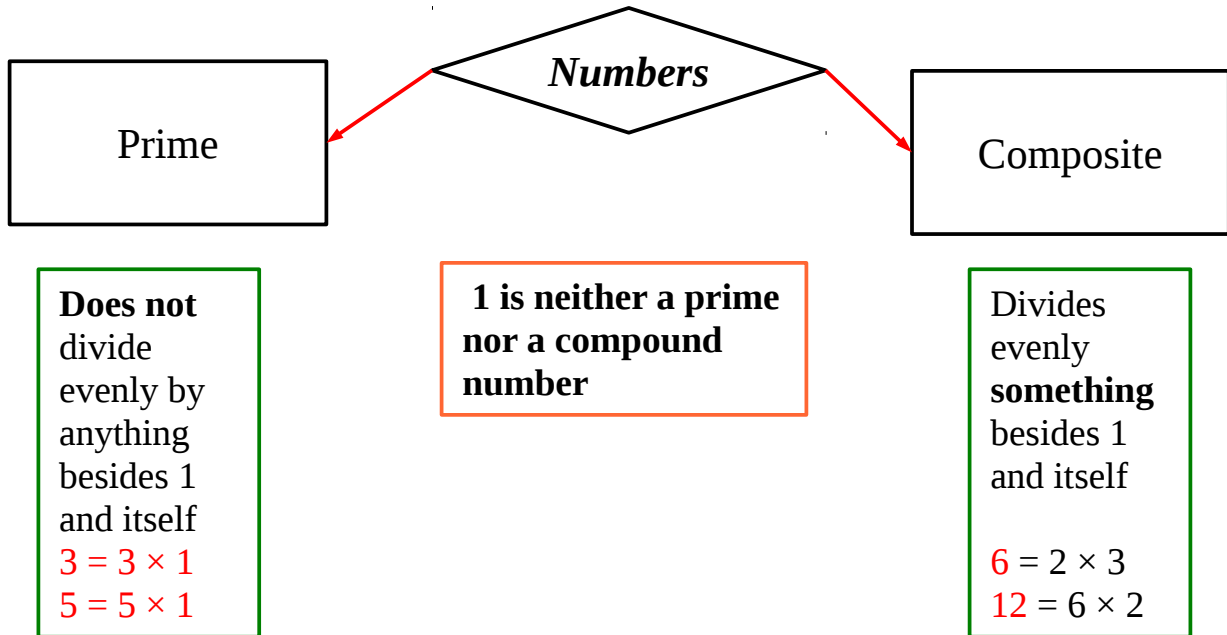 Numbers
Prime
Composite
Does not
divide
evenly by
anything
besides 1
and itself
3 = 3 × 1
5 = 5 × 1
1 is neither a prime
nor a compound
number
Divides
evenly
something
besides 1
and itself
6 = 2 × 3
12 = 6 × 2